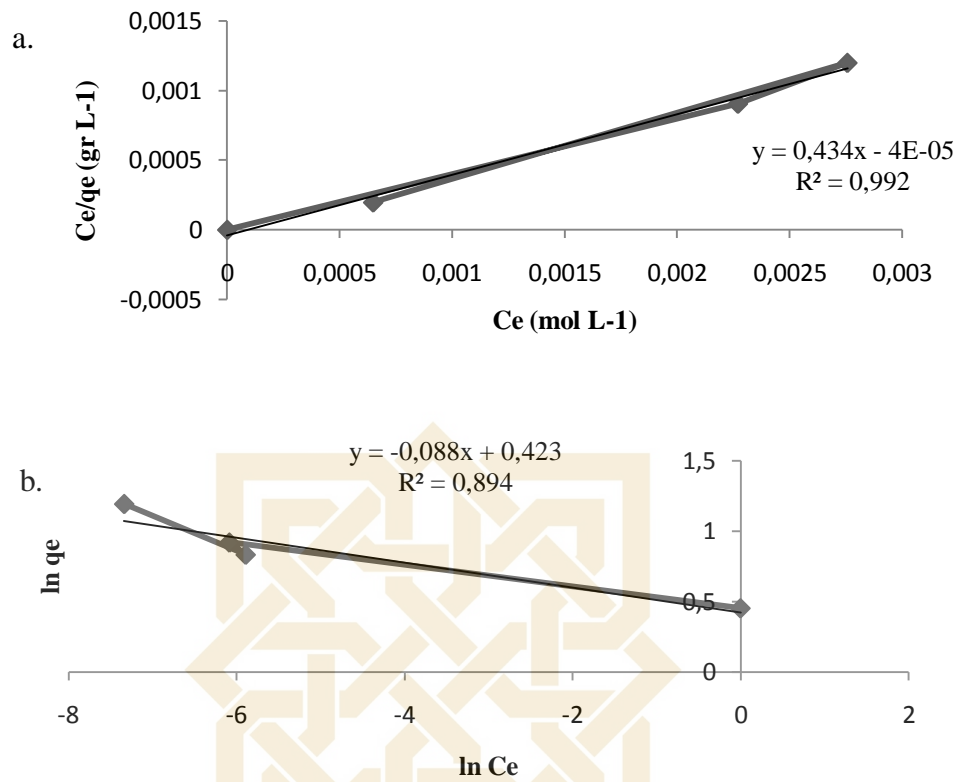 a.
0,0015
0,001
0,0005
0
-0,0005
Ce/qe (gr L-1)
y = 0,434x - 4E-05
R² = 0,992
0 0,0005 0,001 0,0015 0,002 0,0025 0,003
Ce (mol L-1)
b.
y = -0,088x + 0,423
R² = 0,894
1,5
1
0,5
0
ln qe
-8 -6 -4 -2 0 2
ln Ce